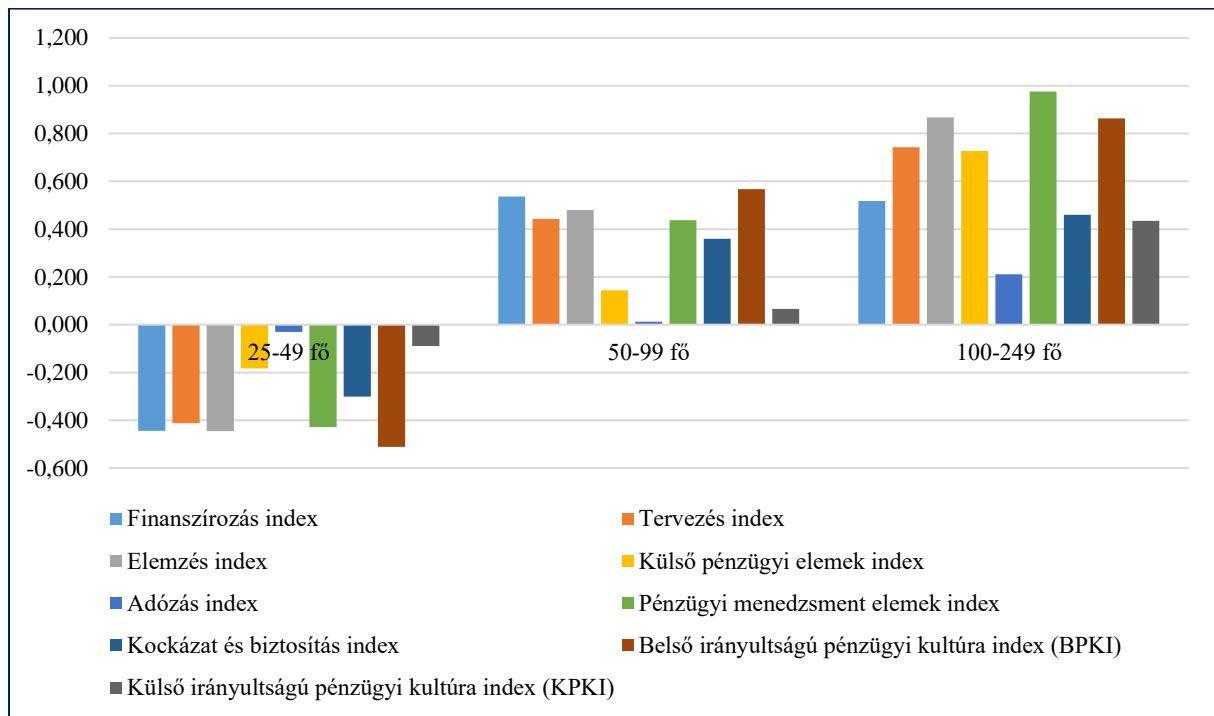 1,200
1,000
0,800
0,600
0,400
0,200
0,000
-0,200
-0,400
-0,600
25-49 fő
50-99 fő
100-249 fő
Finanszírozás index
Tervezés index
Elemzés index
Külső pénzügyi elemek index
Adózás index
Pénzügyi menedzsment elemek index
Kockázat és biztosítás index
Belső irányultságú pénzügyi kultúra index (BPKI)
Külső irányultságú pénzügyi kultúra index (KPKI)